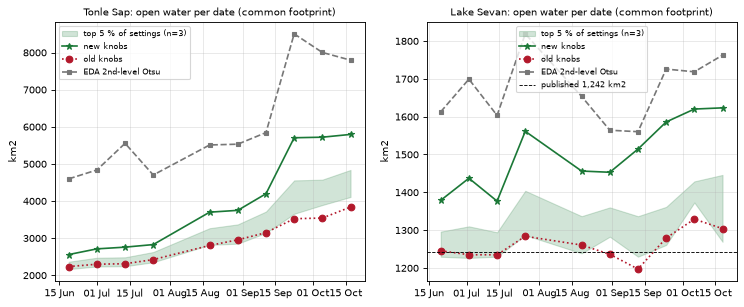 Tonle Sap: open water per date (common footprint)
km2
8000
7000
6000
5000
4000
3000
2000
top 5 % of settings (n=3)
new knobs
old knobs
EDA 2nd-level Otsu
15 Jun 01 Jul 15 Jul 01 Aug 15 Aug 01 Sep 15 Sep 01 Oct 15 Oct
Lake Sevan: open water per date (common footprint)
km2
1800
1700
1600
1500
1400
1300
1200
top 5 % of settings (n=3)
new knobs
old knobs
EDA 2nd-level Otsu
published 1,242 km2
15 Jun 01 Jul 15 Jul 01 Aug 15 Aug 01 Sep 15 Sep 01 Oct 15 Oct